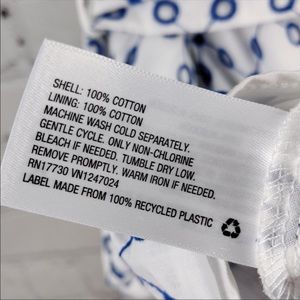 SHELL: 100% COTTON
LINING: 100% COTTON
MACHINE WASH COLD SEPARATELY.
GENTLE CYCLE. ONLY NON-CHLORINE
BLEACH IF NEEDED. TUMBLE DRY LOW.
REMOVE PROMPTLY. WARM IRON IF NEEDED.
RN17730 VN1247024
LABEL MADE FROM 100% RECYCLED PLASTIC